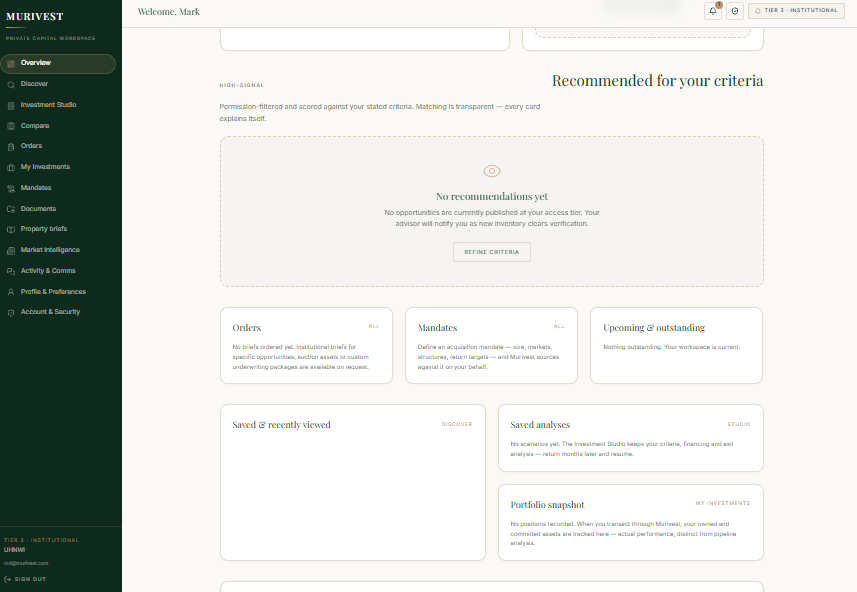 MURIVEST
PRIVATE CAPITAL WORKSPACE
Overview
Discover
Investment Studio
Compare
Orders
My Investments
Mandates
Documents
Property briefs
Market Intelligence
Activity & Comms
Profile & Preferences
Account & Security
TIER 3 · INSTITUTIONAL
UHNWI
md@murivest.com
SIGN OUT
Welcome, Mark
TIER 3 · INSTITUTIONAL
HIGH-SIGNAL
Recommended for your criteria
Permission-filtered and scored against your stated criteria. Matching is transparent — every card
explains itself.
No recommendations yet
No opportunities are currently published at your access tier. Your
advisor will notify you as new inventory clears verification.
REFINE CRITERIA
Orders
ALL
No briefs ordered yet. Institutional briefs for
specific opportunities, auction assets or custom
underwriting packages are available on request.
Mandates
ALL
Define an acquisition mandate — size, markets,
structures, return targets — and Murivest sources
against it on your behalf.
Upcoming & outstanding
Nothing outstanding. Your workspace is current.
Saved & recently viewed
DISCOVER
Saved analyses
STUDIO
No scenarios yet. The Investment Studio keeps your criteria, financing and exit
analysis — return months later and resume.
Portfolio snapshot
MY INVESTMENTS
No positions recorded. When you transact through Murivest, your owned and
committed assets are tracked here — actual performance, distinct from pipeline
analysis.